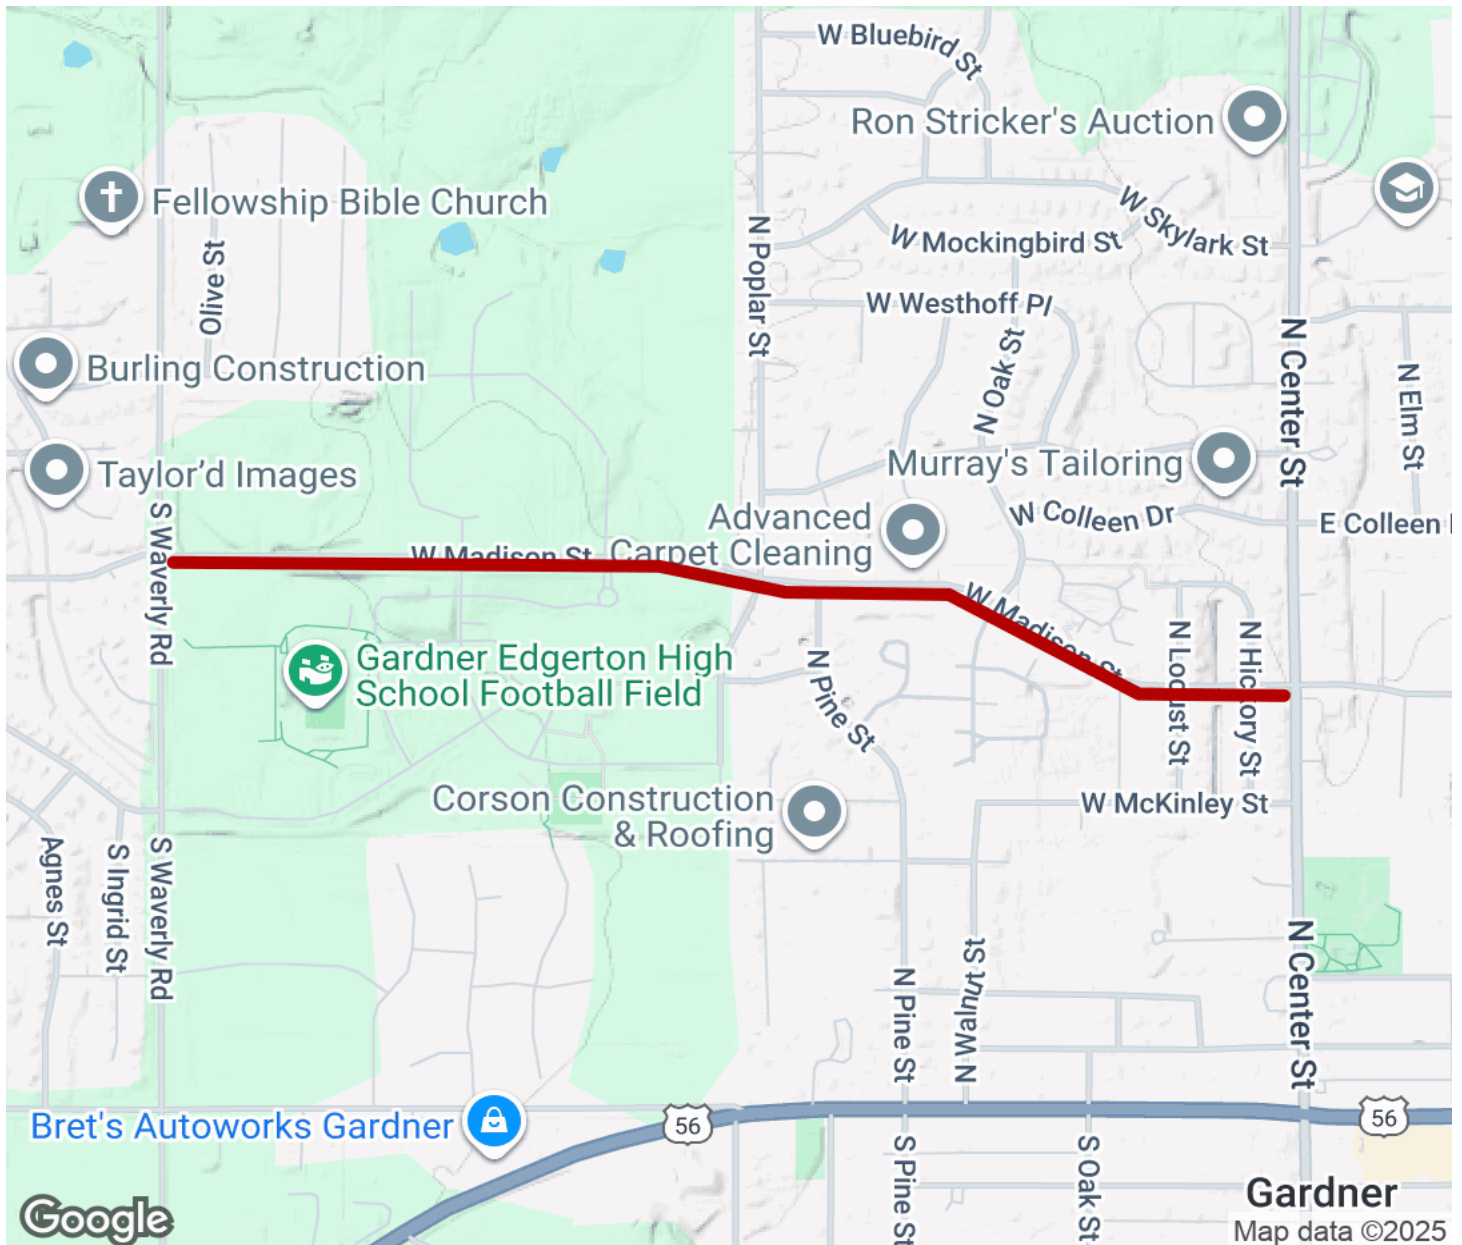 W Bluebird St
Ron Stricker's Auction
Fellowship Bible Church
W Skylark St
W Mockingbird St
Olive St
N Poplar St
W Westhoff Pl
N Oak St
N Center St
Burling Construction
N Elm St
Murray's Tailoring
Taylor'd Images
S Waverly Rd
Advanced
Carpet Cleaning
W Colleen Dr
E Colleen
W Madison St
W Madison St
Gardner Edgerton High
School Football Field
N Pine St
N Locust St
N Hickory St
Corson Construction
& Roofing
W McKinley St
Agnes St
S Ingrid St
S Waverly Rd
N Pine St
N Walnut St
N Center St
Bret's Autoworks Gardner
56
56
S Pine St
S Oak St
Gardner
Google
Map data ©2025